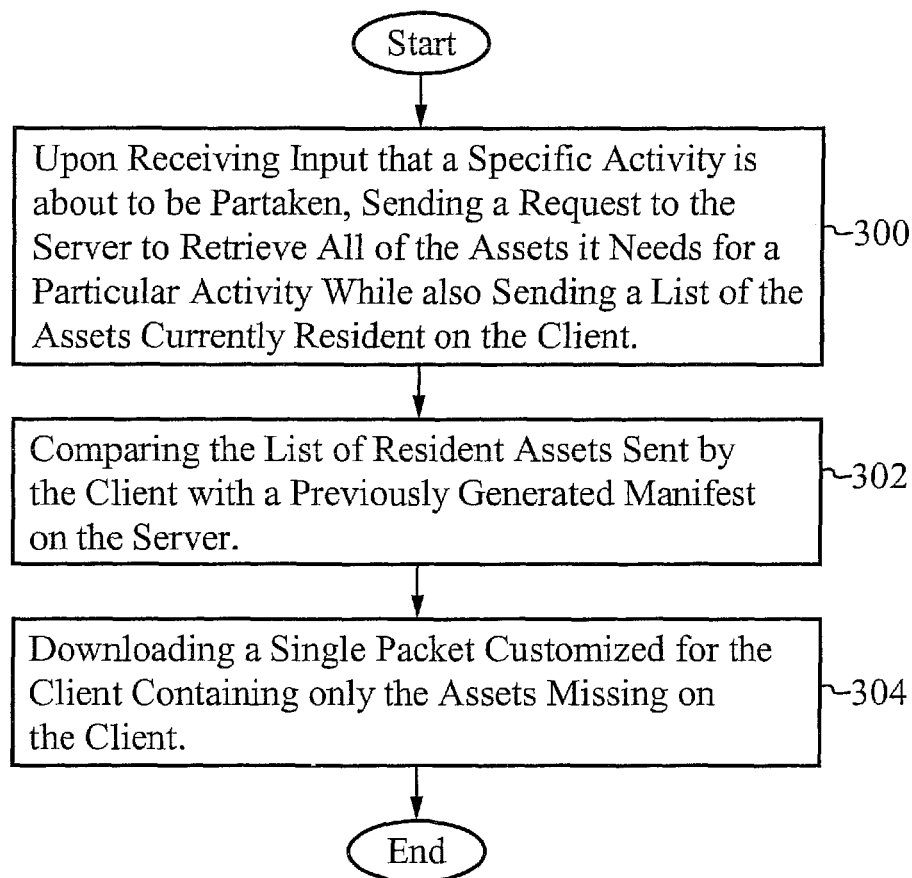 Start
Upon Receiving Input that a Specific Activity is
about to be Partaken, Sending a Request to the
Server to Retrieve All of the Assets it Needs for a
Particular Activity While also Sending a List of the
Assets Currently Resident on the Client.
300
Comparing the List of Resident Assets Sent by
the Client with a Previously Generated Manifest
on the Server.
302
Downloading a Single Packet Customized for the
Client Containing only the Assets Missing on
the Client.
304
End